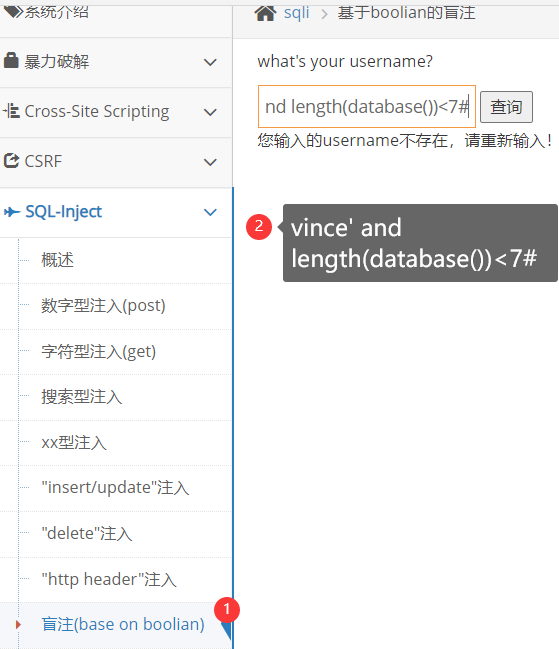 系统介绍
暴力破解
Cross-Site Scripting
CSRF
SQL-Inject
概述
数字型注入(post)
字符型注入(get)
搜索型注入
xx型注入
"insert/update"注入
"delete"注入
"http header"注入
盲注(base on boolian)
1
sqli > 基于boolian的盲注
what's your username?
nd length(database())<7# 查询
您输入的username不存在，请重新输入！
2
vince' and
length(database())<7#